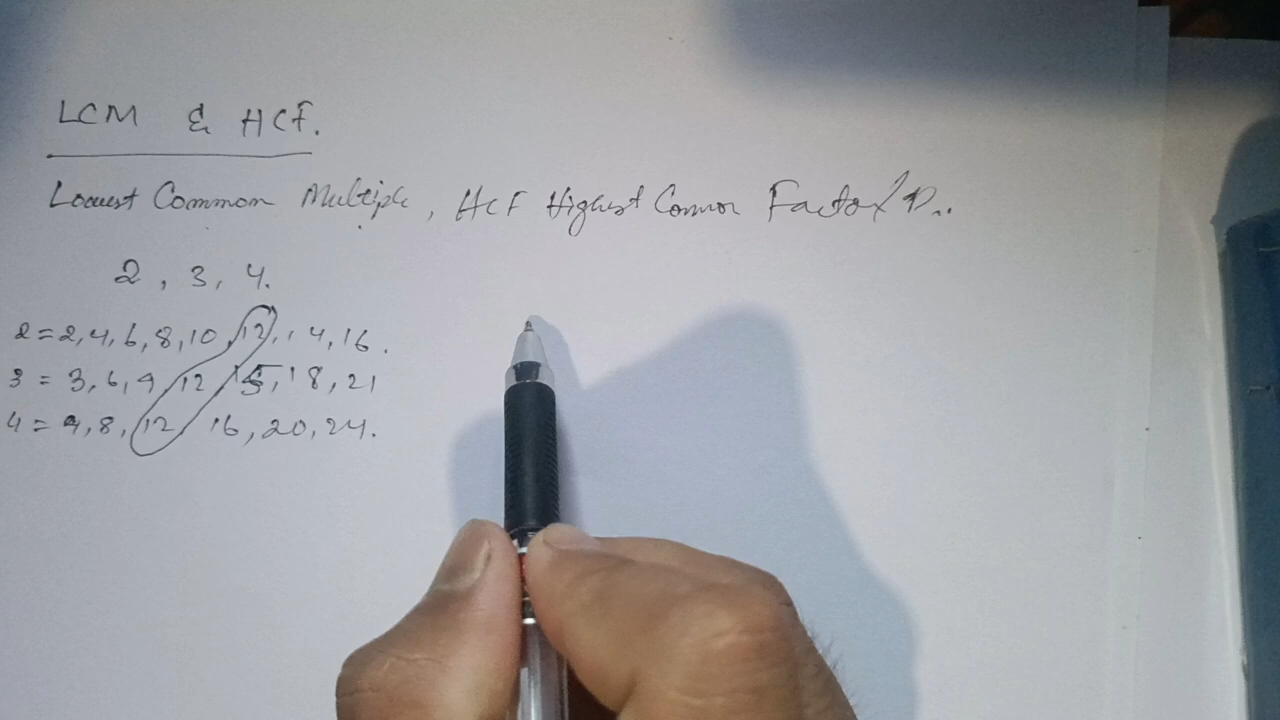 LCM & HCF.
Lowest Common Multiple, HCF Highest Common Factor/D..
2, 3, 4.
2=2,4,6,8,10,12,14,16.
3=3,6,9,12 15,18,21
4=4,8,12 16,20,24.